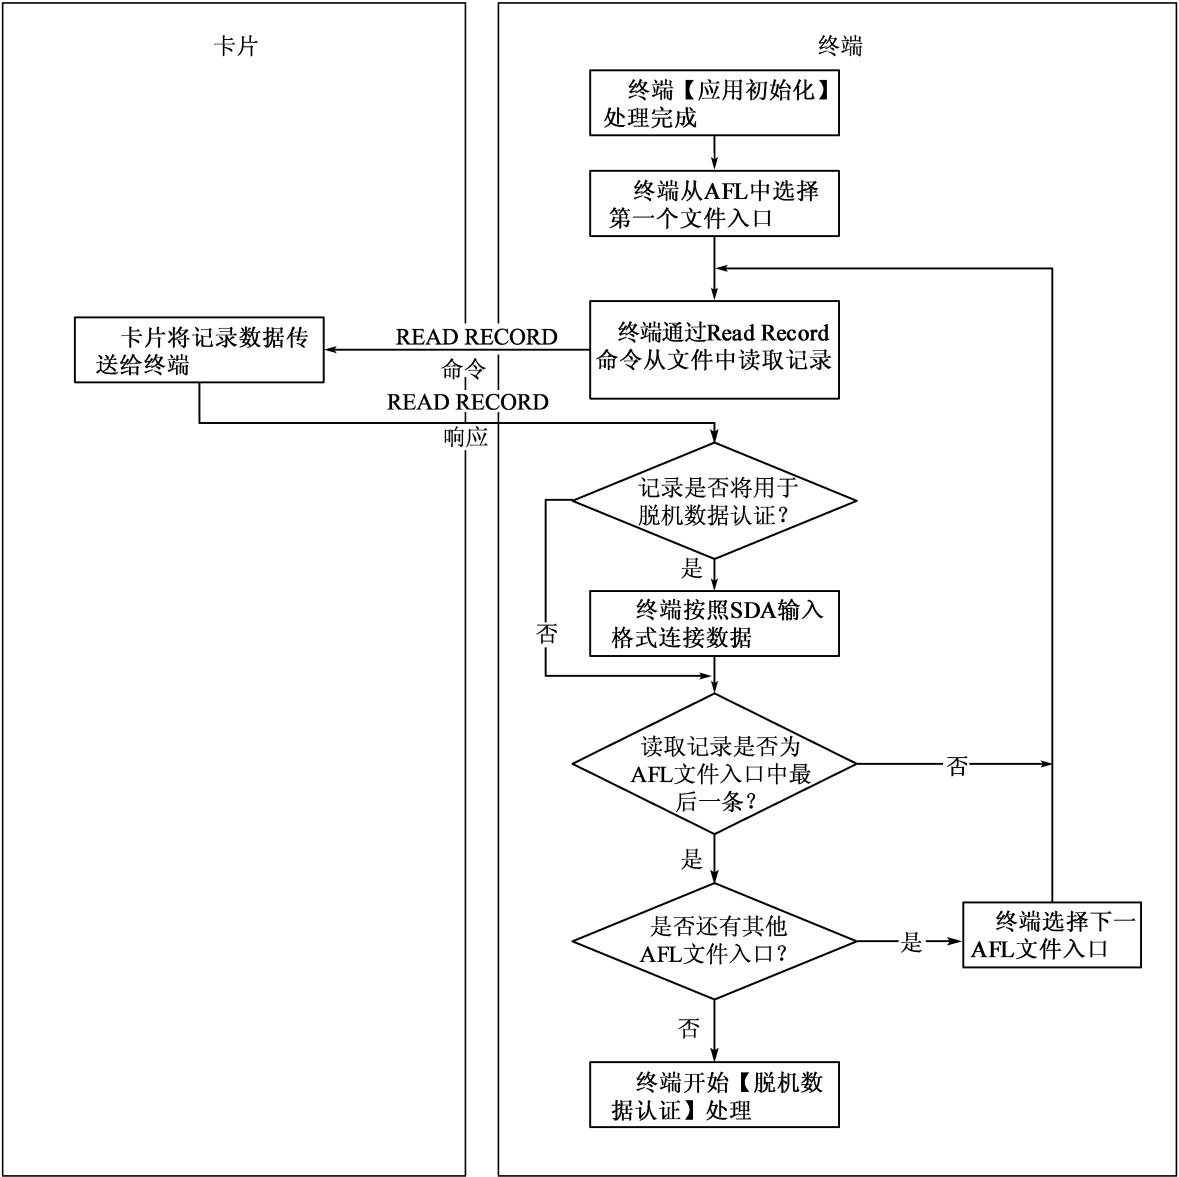 卡片
终端
终端【应用初始化】
处理完成
终端从AFL中选择
第一个文件入口
终端通过Read Record
命令从文件中读取记录
READ RECORD
命令
卡片将记录数据传
送给终端
READ RECORD
响应
记录是否将用于
脱机数据认证？
是
否
终端按照SDA输入
格式连接数据
读取记录是否为
AFL文件入口中最
后一条？
否
是
是否还有其他
AFL文件入口？
是
终端选择下一
AFL文件入口
否
终端开始【脱机数
据认证】处理